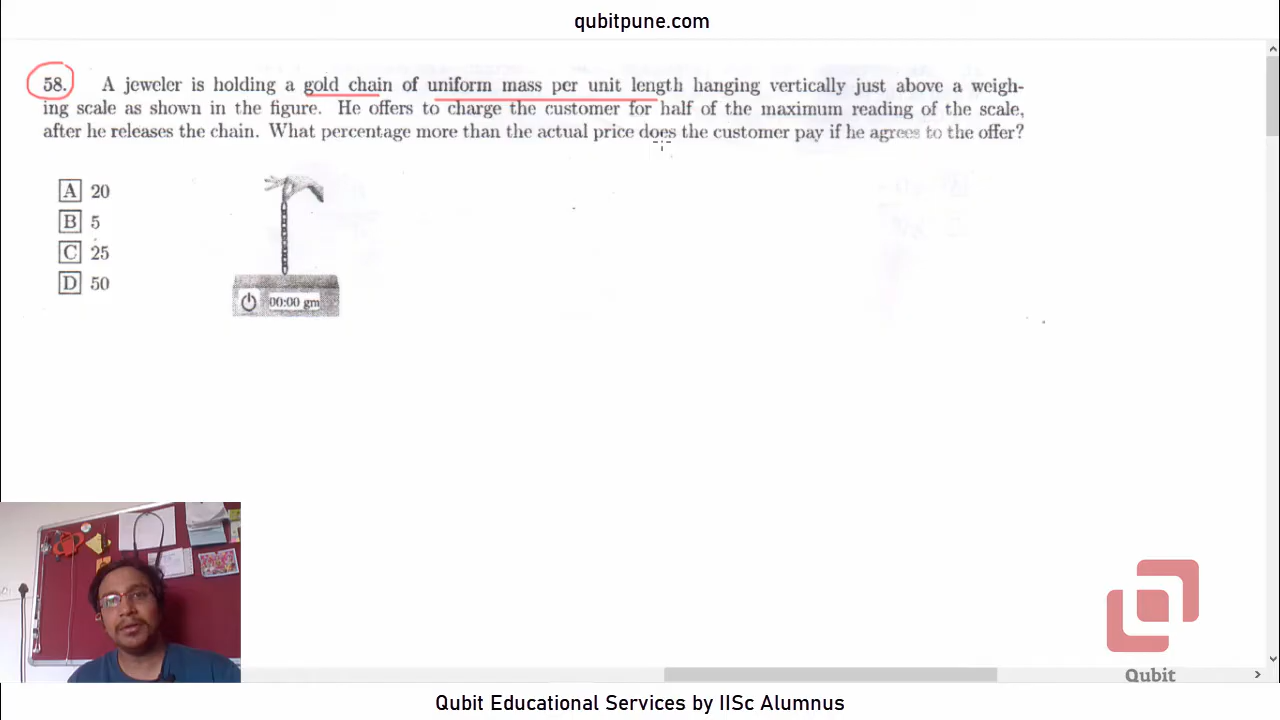 qubitpune.com
58. A jeweler is holding a gold chain of uniform mass per unit length hanging vertically just above a weigh-
ing scale as shown in the figure. He offers to charge the customer for half of the maximum reading of the scale,
after he releases the chain. What percentage more than the actual price does the customer pay if he agrees to the offer?
A 20
B 5
C 25
D 50
00:00 gm
Qubit
Qubit Educational Services by IISc Alumnus